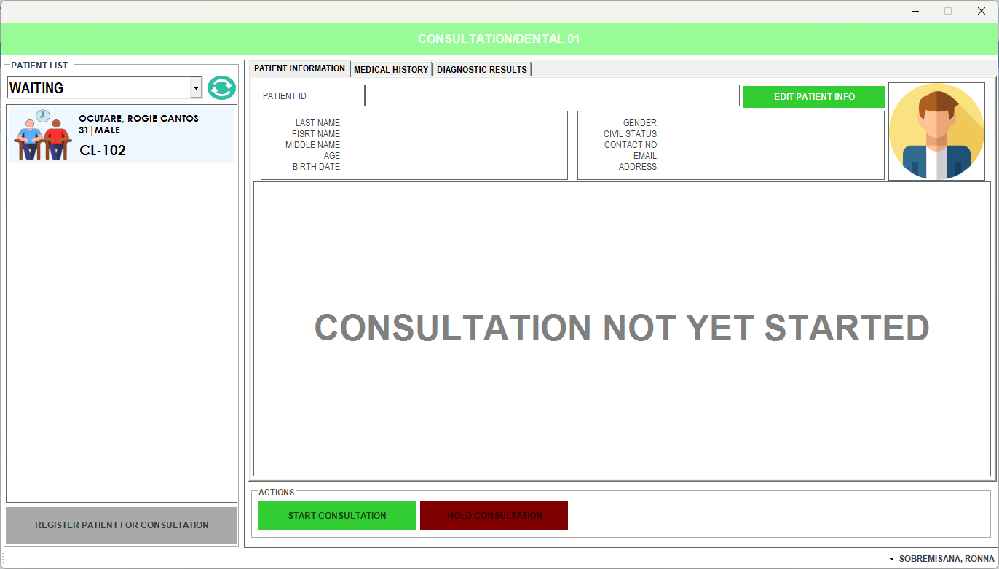 CONSULTATION/DENTAL 01
PATIENT LIST
WAITING
OCUTARE, ROGIE CANTOS
31|MALE
CL-102
REGISTER PATIENT FOR CONSULTATION
PATIENT INFORMATION MEDICAL HISTORY DIAGNOSTIC RESULTS
PATIENT ID
EDIT PATIENT INFO
LAST NAME:
FISRT NAME:
MIDDLE NAME:
AGE:
BIRTH DATE:
GENDER:
CIVIL STATUS:
CONTACT NO:
EMAIL:
ADDRESS:
CONSULTATION NOT YET STARTED
ACTIONS
START CONSULTATION
HOLD CONSULTATION
SOBREMISANA, RONNA